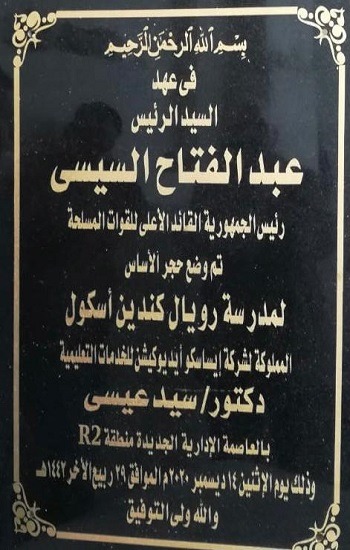 بسم الله الرحمن الرحيم
فى عهد
السيد الرئيس
عبد الفتاح السيسى
رئيس الجمهورية القائد الأعلى للقوات المسلحة
تم وضع حجر الأساس
لمدرسة رويال كندين أسكول
المملوكة لشركة إيساسكو أيديوكيشن للخدمات التعليمية
دكتور/ سيد عيسى
بالعاصمة الإدارية الجديدة منطقة R2
وذلك يوم الإثنين ١٤ ديسمبر ٢٠٢٠م الموافق ٢٩ ربيع الأخر ١٤٤٢هـ
والله ولى التوفيق